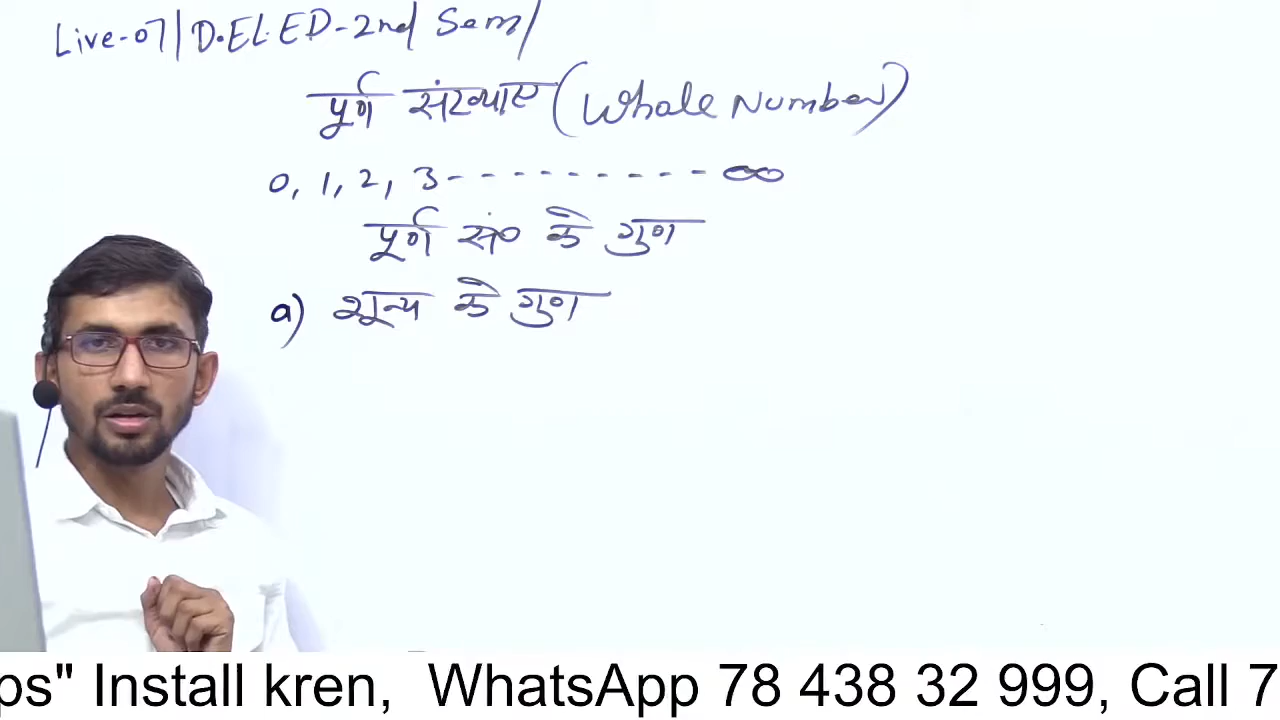 Live-07/D.EL.ED-2nd Sem/
पूर्ण संख्याए (Whole Number)
0, 1, 2, 3---------- ∞
पूर्ण सं० के गुण
a) शून्य के गुण
ps" Install kren, WhatsApp 78 438 32 999, Call 7